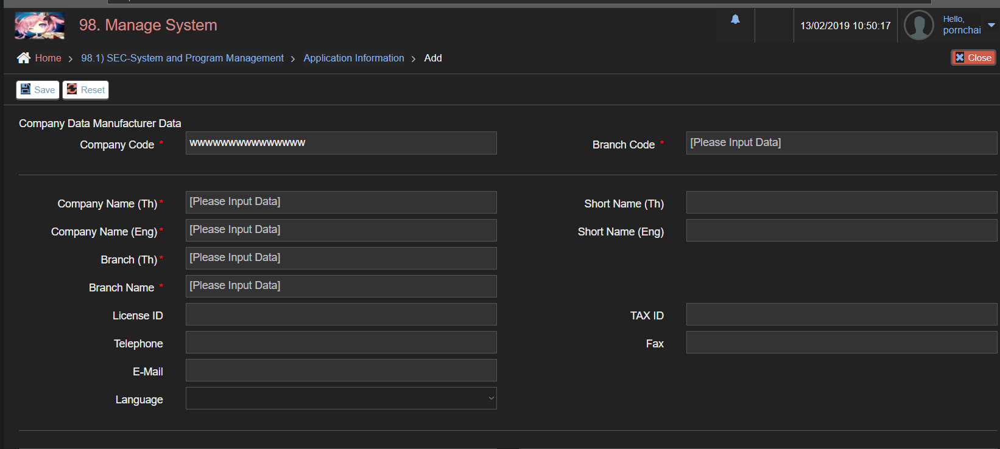 98. Manage System
13/02/2019 10:50:17
Hello,
pornchai
Home > 98.1) SEC-System and Program Management > Application Information > Add
Close
Save Reset
Company Data Manufacturer Data
Company Code * wwwwwwwwwwwwwww Branch Code * [Please Input Data]
Company Name (Th) * [Please Input Data] Short Name (Th)
Company Name (Eng) * [Please Input Data] Short Name (Eng)
Branch (Th) * [Please Input Data]
Branch Name * [Please Input Data]
License ID TAX ID
Telephone Fax
E-Mail
Language